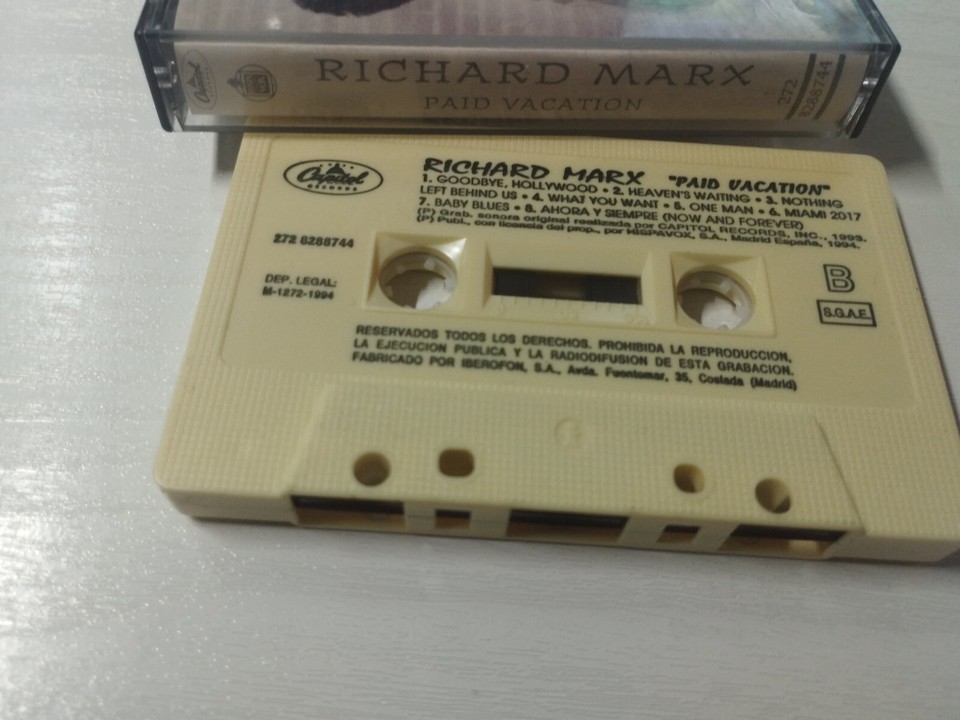 Capitol
RICHARD MARX
PAID VACATION
272
8288744
Capitol
RECORDS
RICHARD MARX "PAID VACATION"
1. GOODBYE, HOLLYWOOD • 2. HEAVEN'S WAITING • 3. NOTHING
LEFT BEHIND US • 4. WHAT YOU WANT • 5. ONE MAN • 6. MIAMI 2017
7. BABY BLUES • 8. AHORA Y SIEMPRE (NOW AND FOREVER)
(P) Grab. sonora original realizada por CAPITOL RECORDS, INC., 1993.
(P) Publ., con licencia del prop., por HISPAVOX, S.A., Madrid España, 1994.
272 8288744
DEP. LEGAL:
M-1272-1994
B
S.G.A.E.
RESERVADOS TODOS LOS DERECHOS. PROHIBIDA LA REPRODUCCION,
LA EJECUCION PUBLICA Y LA RADIODIFUSION DE ESTA GRABACION.
FABRICADO POR IBEROFON, S.A., Avda. Fuentemar, 35, Coslada (Madrid)